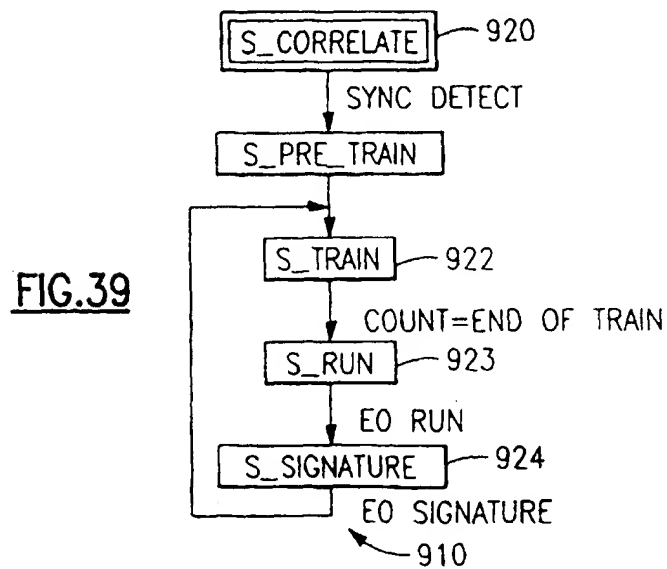 S_CORRELATE
920
SYNC DETECT
S_PRE_TRAIN
S_TRAIN
922
FIG.39
COUNT=END OF TRAIN
S_RUN
923
EO RUN
S_SIGNATURE
924
EO SIGNATURE
910